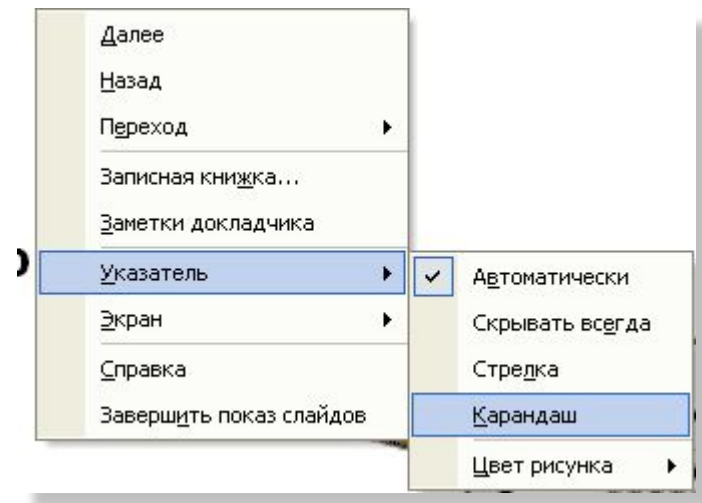 Далее
Назад
Переход
Записная книжка...
Заметки докладчика
Указатель
Экран
Справка
Завершить показ слайдов
Автоматически
Скрывать всегда
Стрелка
Карандаш
Цвет рисунка